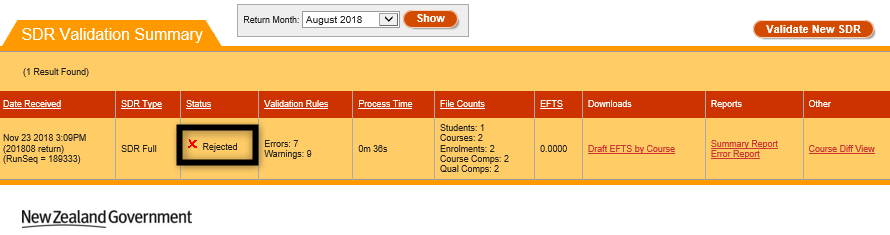 SDR Validation Summary
Return Month: August 2018 Show
Validate New SDR
(1 Result Found)
Date Received SDR Type Status Validation Rules Process Time File Counts EFTS Downloads Reports Other
Nov 23 2018 3:09PM
(201808 return)
(RunSeq = 189333)
SDR Full
Rejected
Errors: 7
Warnings: 9
0m 36s
Students: 1
Courses: 2
Enrolments: 2
Course Comps: 2
Qual Comps: 2
0.0000
Draft EFTS by Course
Summary Report
Error Report
Course Diff View
New Zealand Government